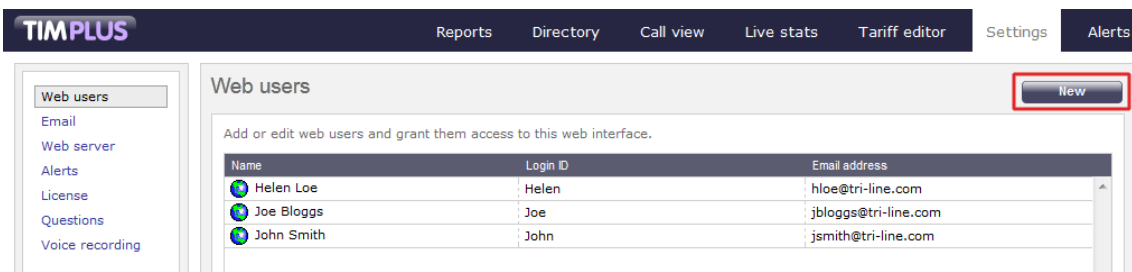 TIMPLUS
Reports Directory Call view Live stats Tariff editor Settings Alerts
Web users
Email
Web server
Alerts
License
Questions
Voice recording
Web users
New
Add or edit web users and grant them access to this web interface.
Name Login ID Email address
Helen Loe Helen hloe@tri-line.com
Joe Bloggs Joe jbloggs@tri-line.com
John Smith John jsmith@tri-line.com